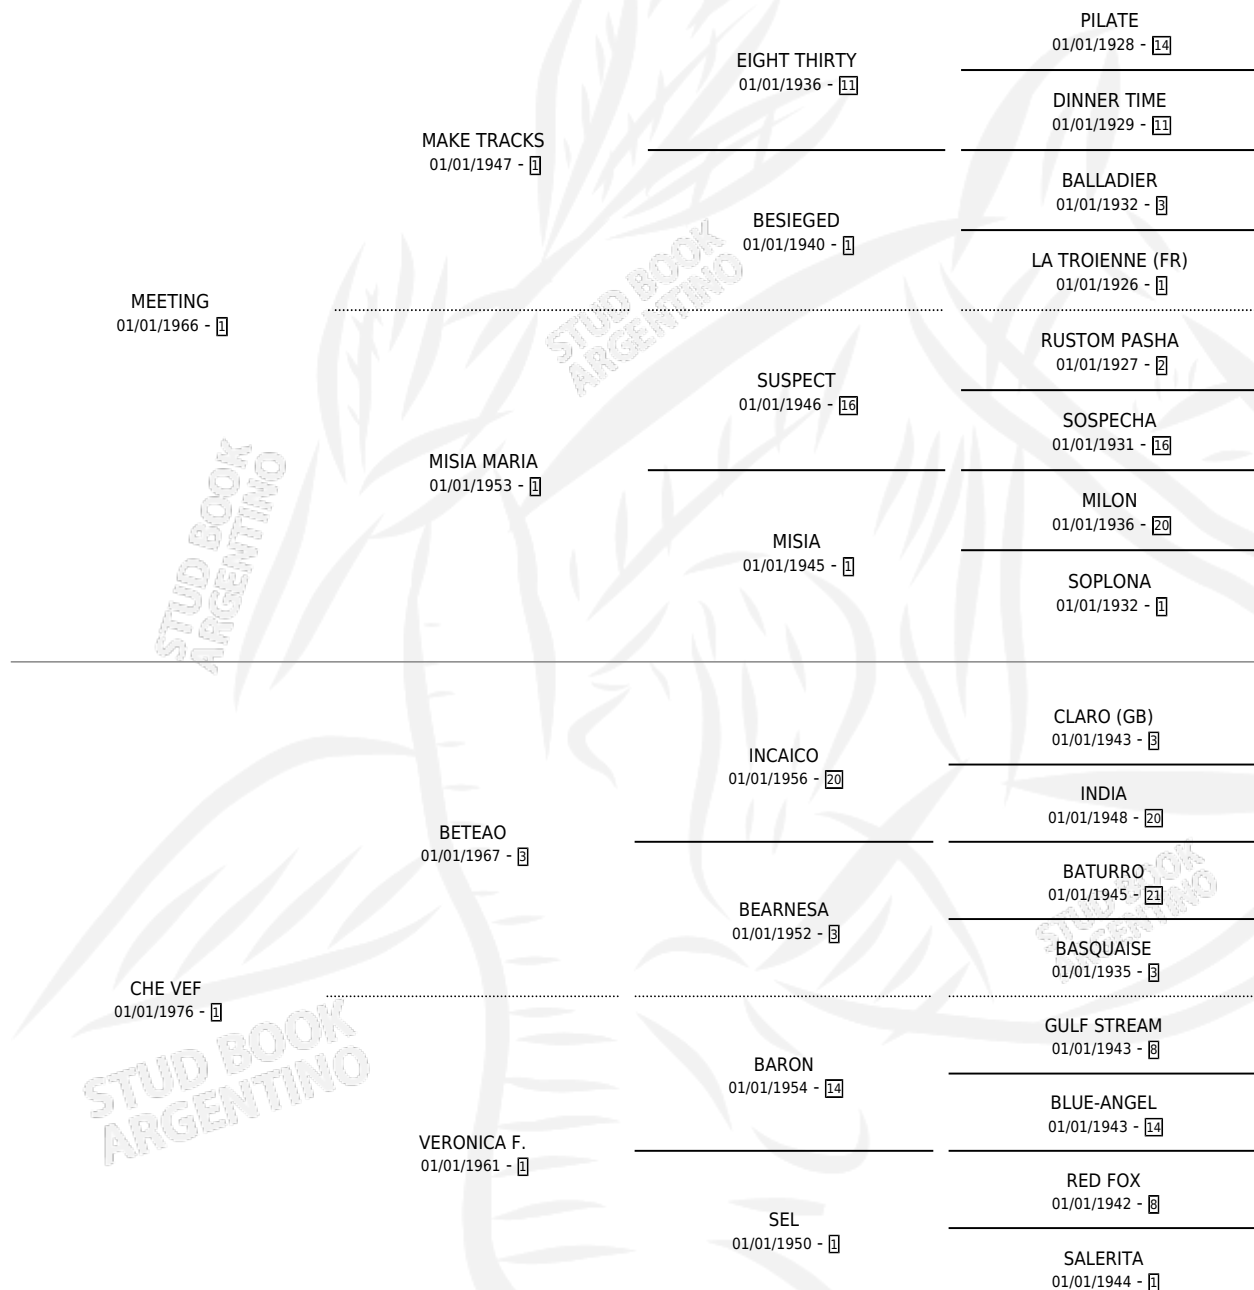 PILATE
01/01/1928 - 14
EIGHT THIRTY
01/01/1936 - 11
DINNER TIME
01/01/1929 - 11
MAKE TRACKS
01/01/1947 - 1
BALLADIER
01/01/1932 - 3
BESIEGED
01/01/1940 - 1
LA TROIENNE (FR)
01/01/1926 - 1
MEETING
01/01/1966 - 1
STUD BOOK
ARGENTINO
RUSTOM PASHA
01/01/1927 - 2
SUSPECT
01/01/1946 - 16
SOSPECHA
01/01/1931 - 16
MISIA MARIA
01/01/1953 - 1
MILON
01/01/1936 - 20
MISIA
01/01/1945 - 1
SOPLONA
01/01/1932 - 1
STUD BOOK
ARGENTINO
CLARO (GB)
01/01/1943 - 3
INCAICO
01/01/1956 - 20
INDIA
01/01/1948 - 20
BETEAO
01/01/1967 - 3
BATURRO
01/01/1945 - 21
BEARNESA
01/01/1952 - 3
STUD BOOK
ARGENTINO
BASQUAISE
01/01/1935 - 3
CHE VEF
01/01/1976 - 1
STUD BOOK
ARGENTINO
GULF STREAM
01/01/1943 - 8
BARON
01/01/1954 - 14
BLUE-ANGEL
01/01/1943 - 14
VERONICA F.
01/01/1961 - 1
RED FOX
01/01/1942 - 8
SEL
01/01/1950 - 1
SALERITA
01/01/1944 - 1